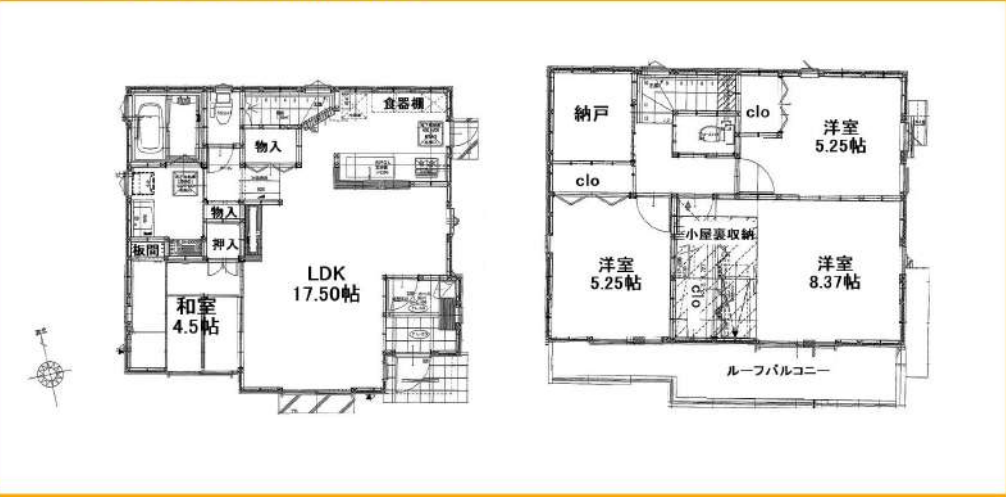 食器棚
物入
物入
押入
板間
LDK
17.50帖
和室
4.5帖
納戸
clo
洋室
5.25帖
clo
小屋裏収納
洋室
5.25帖
clo
洋室
8.37帖
ルーフバルコニー